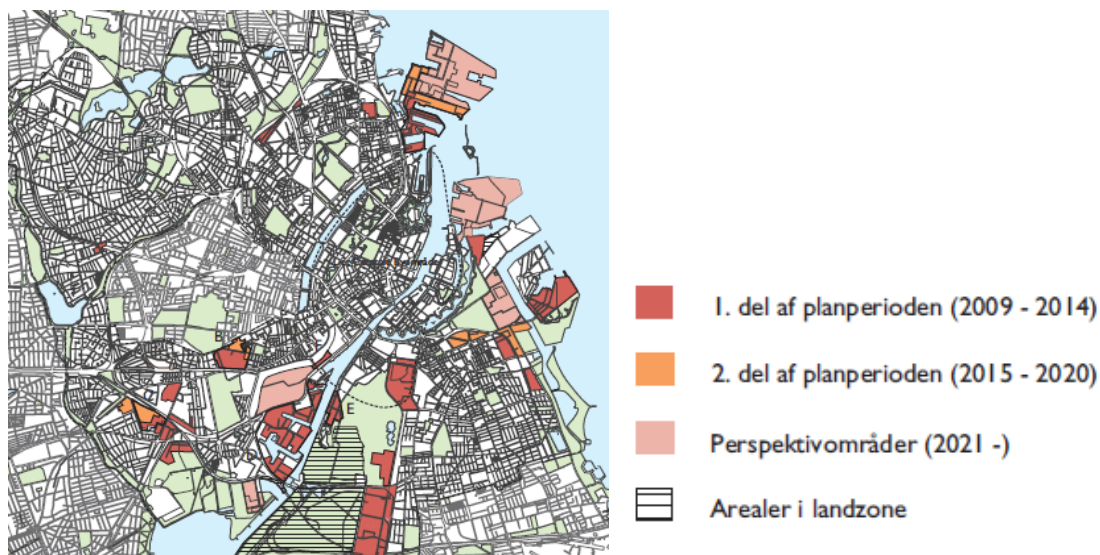 B
C
E
1. del af planperioden (2009 - 2014)
2. del af planperioden (2015 - 2020)
Perspektivområder (2021 -)
Arealer i landzone